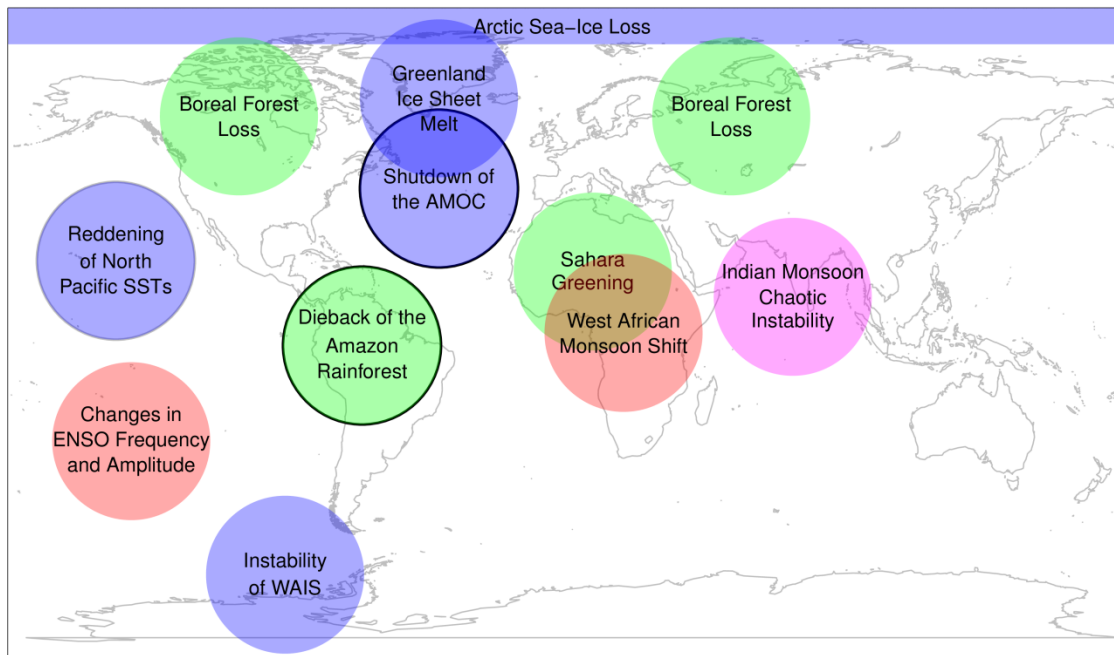 Arctic Sea−Ice Loss
Greenland
Ice Sheet
Melt
Boreal Forest
Loss
Boreal Forest
Loss
Shutdown of
the AMOC
Reddening
of North
Pacific SSTs
Sahara
Greening
Indian Monsoon
Chaotic
Instability
West African
Monsoon Shift
Dieback of the
Amazon
Rainforest
Changes in
ENSO Frequency
and Amplitude
Instability
of WAIS